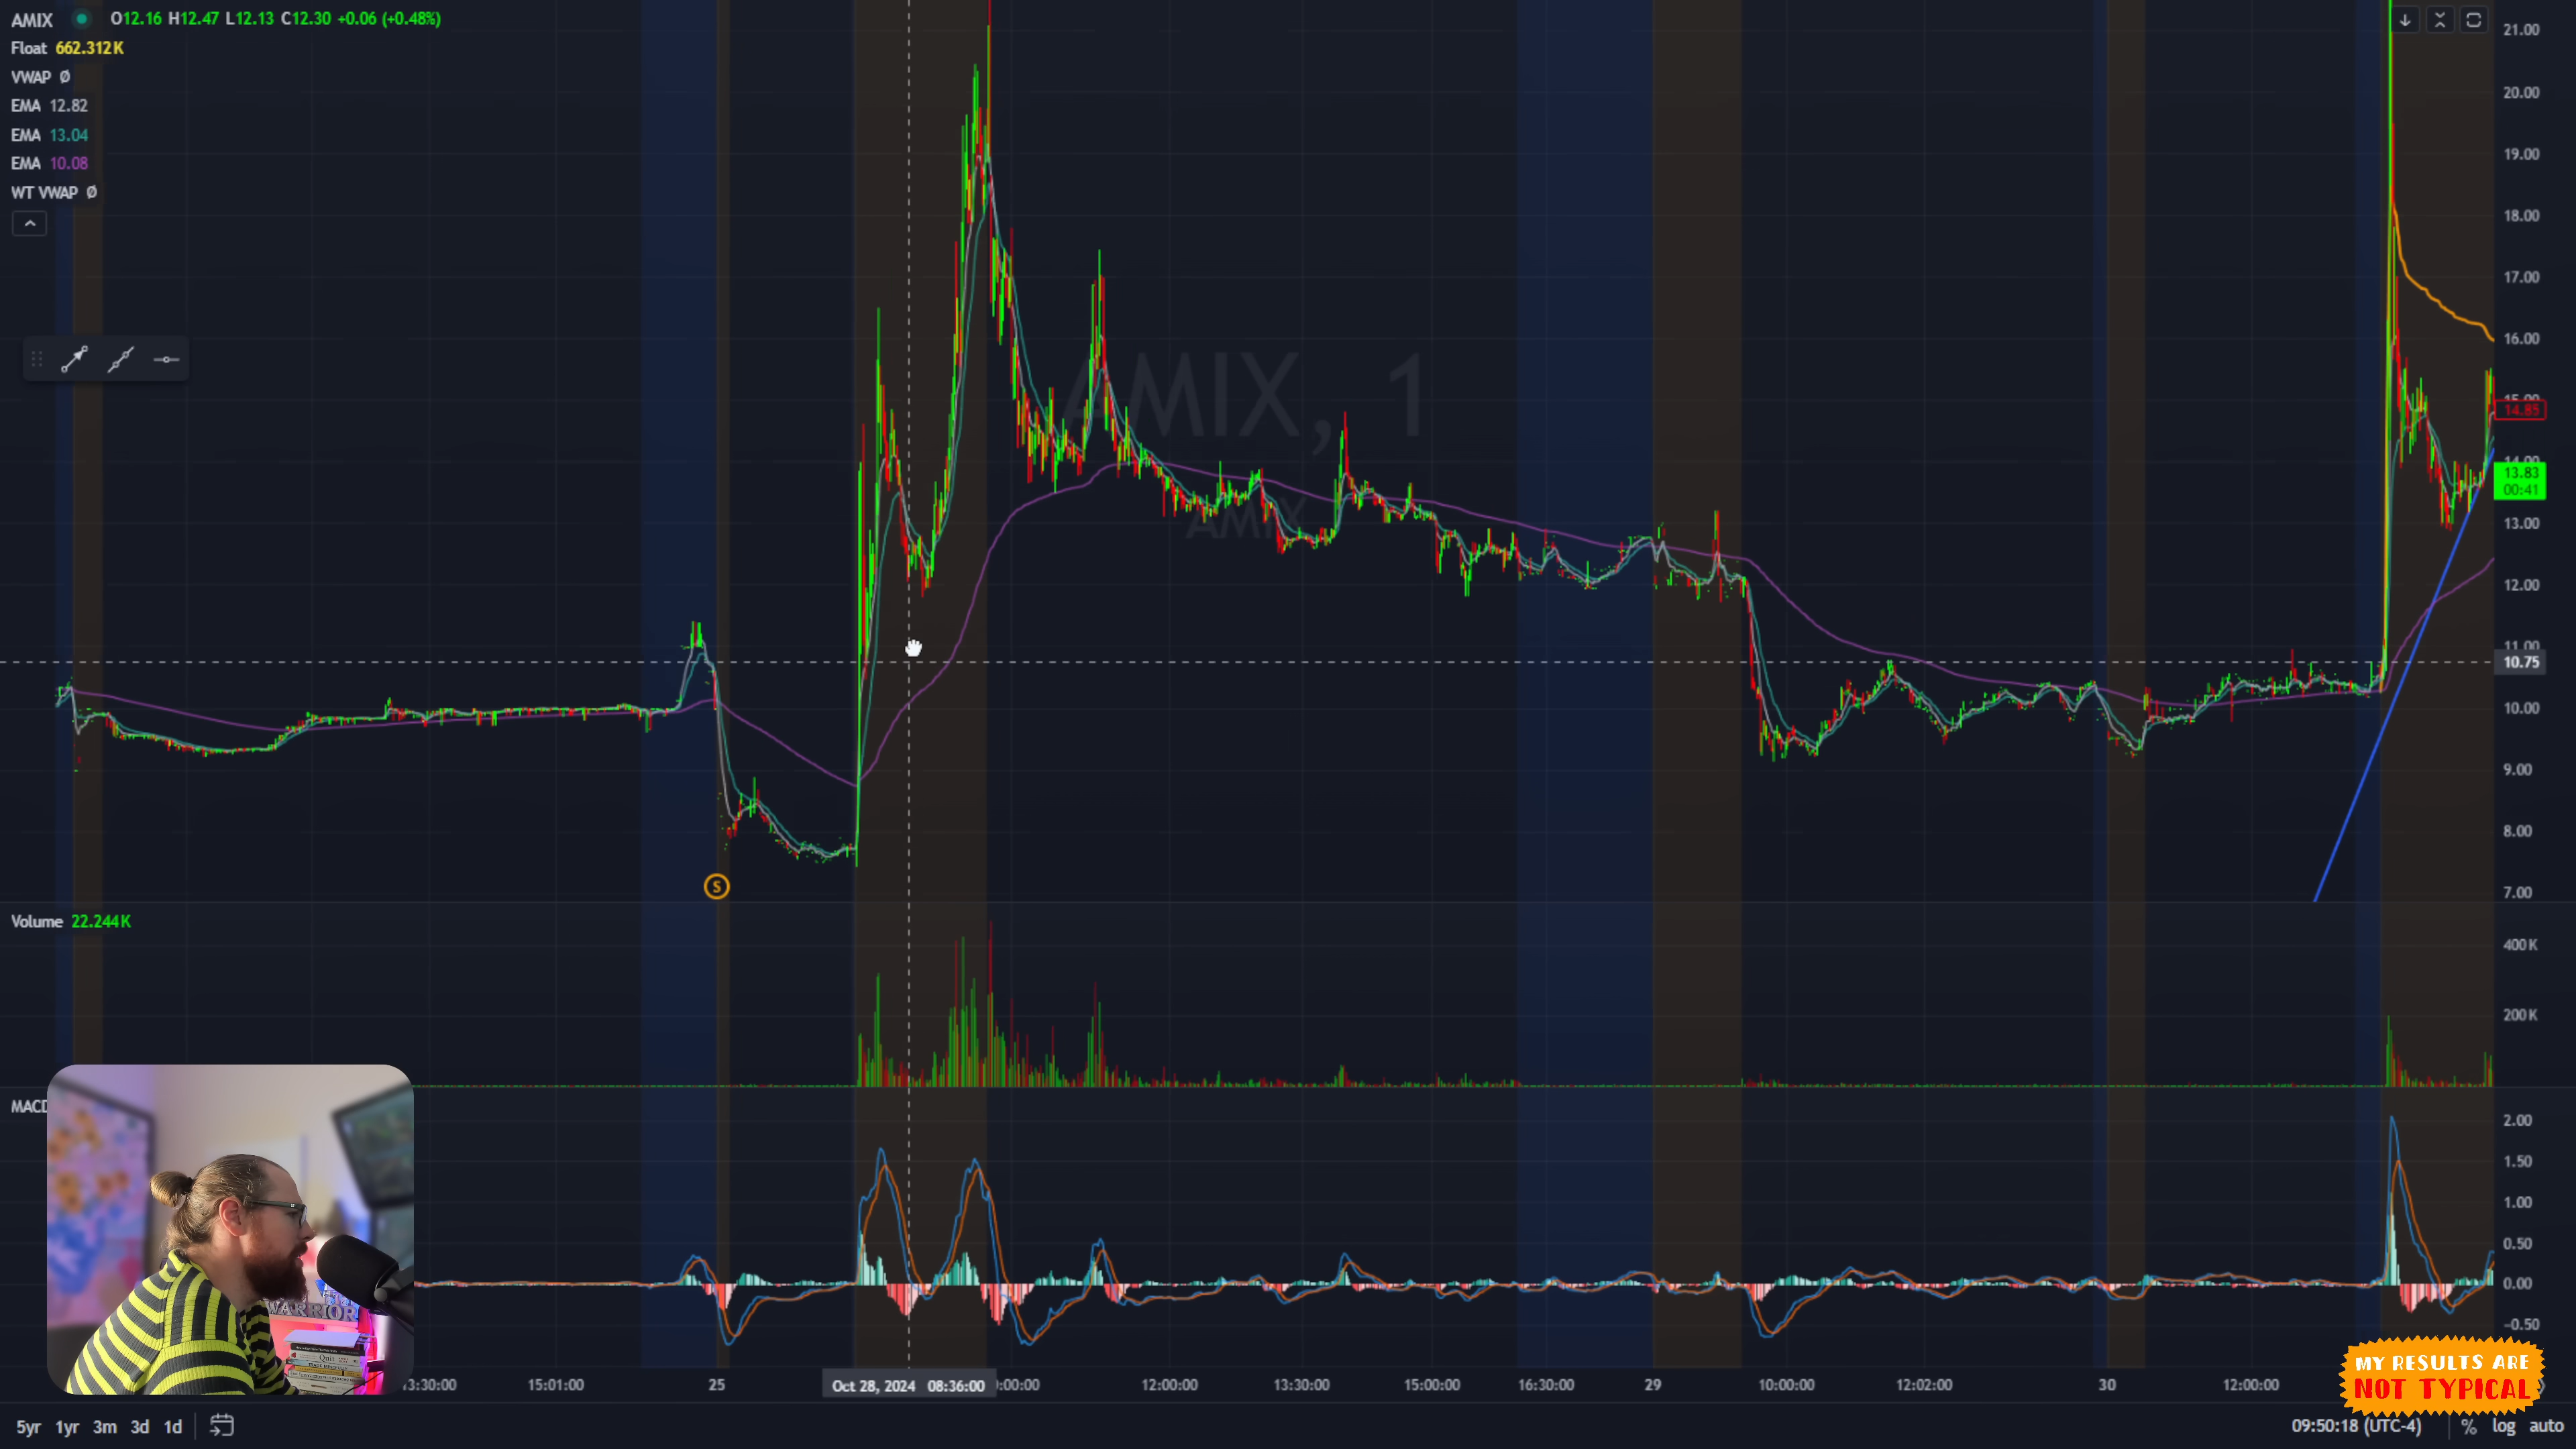 AMIX O12.16 H12.47 L12.13 C12.30 +0.06 (+0.48%)
Float 662.312K
VWAP Ø
EMA 12.82
EMA 13.04
EMA 10.08
WT VWAP Ø
AMIX, 1
AMIX
21.00
20.00
19.00
18.00
17.00
16.00
15.00
14.85
14.00
13.83
00:41
13.00
12.00
11.00
10.75
10.00
9.00
8.00
7.00
S
Volume 22.244K
400K
200K
MACD
2.00
1.50
1.00
0.50
0.00
-0.50
WARRIOR
Quit
MY RESULTS ARE
NOT TYPICAL
13:30:00 15:01:00 25 Oct 28, 2024 08:36:00 :00:00 12:00:00 13:30:00 15:00:00 16:30:00 29 10:00:00 12:02:00 30 12:00:00
5yr 1yr 3m 3d 1d 09:50:18 (UTC-4) % log auto